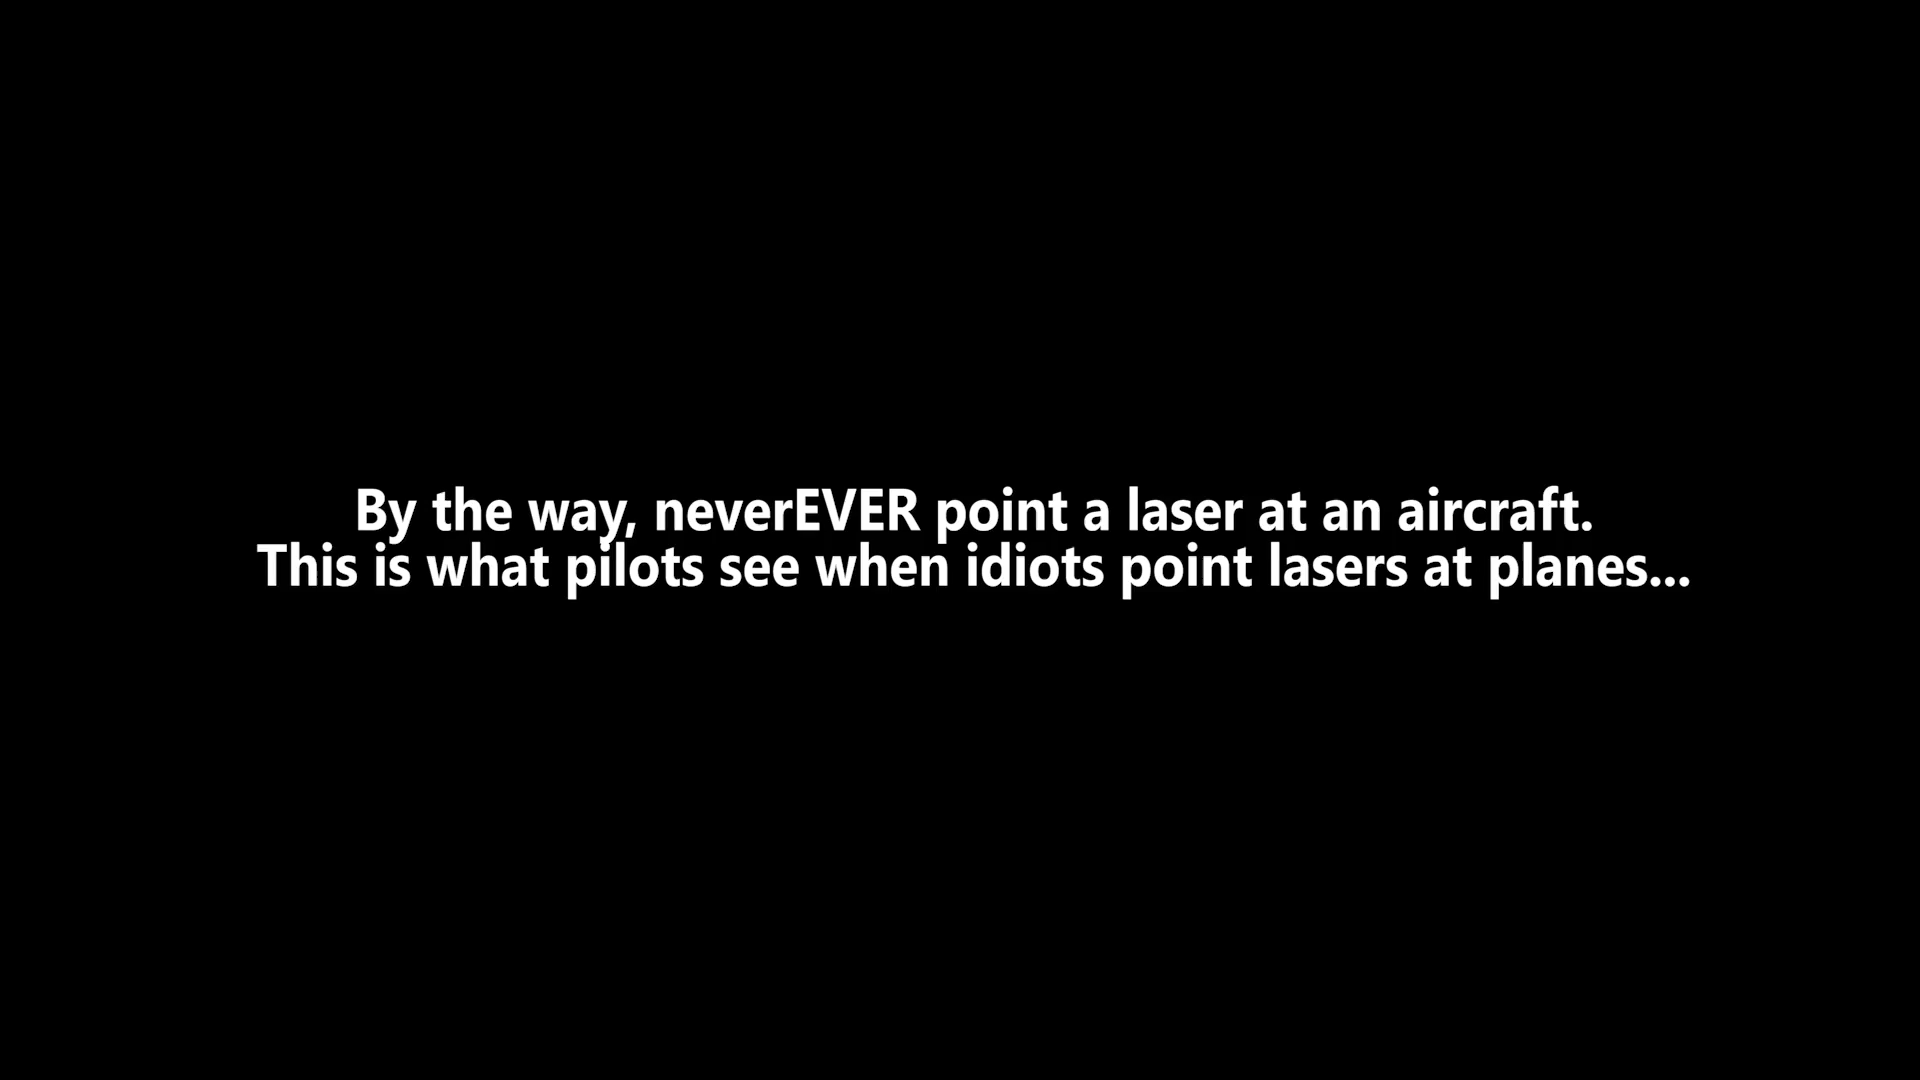 By the way, neverEVER point a laser at an aircraft.
This is what pilots see when idiots point lasers at planes...